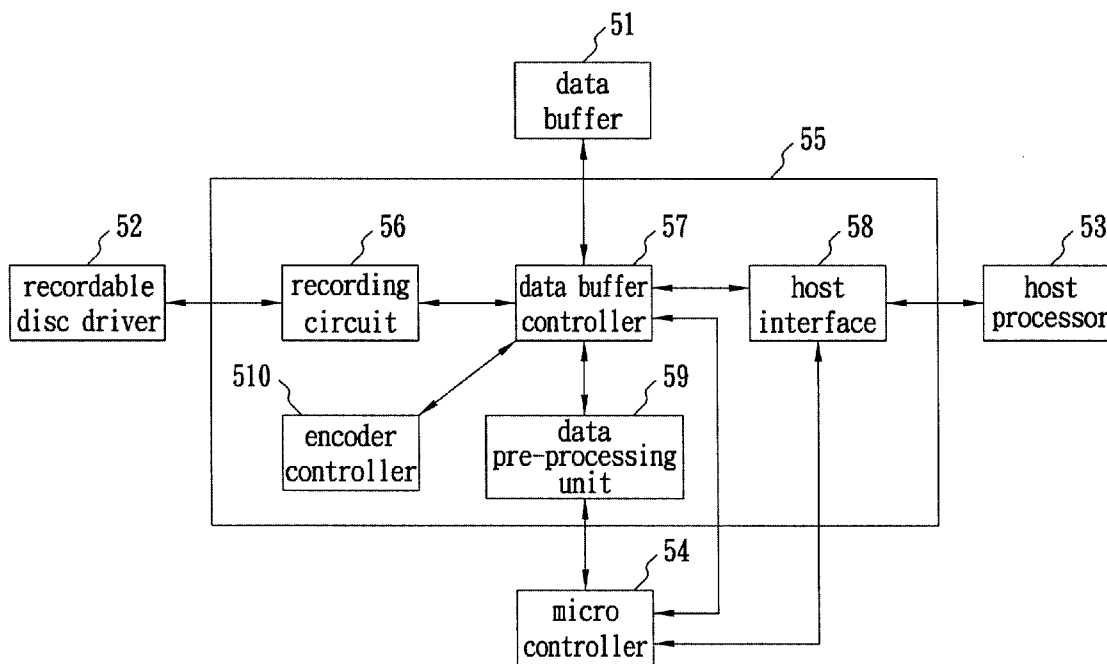 51
data
buffer
55
52
56
57
58
53
recordable
disc driver
recording
circuit
data buffer
controller
host
interface
host
processor
510
59
encoder
controller
data
pre-processing
unit
54
micro
controller